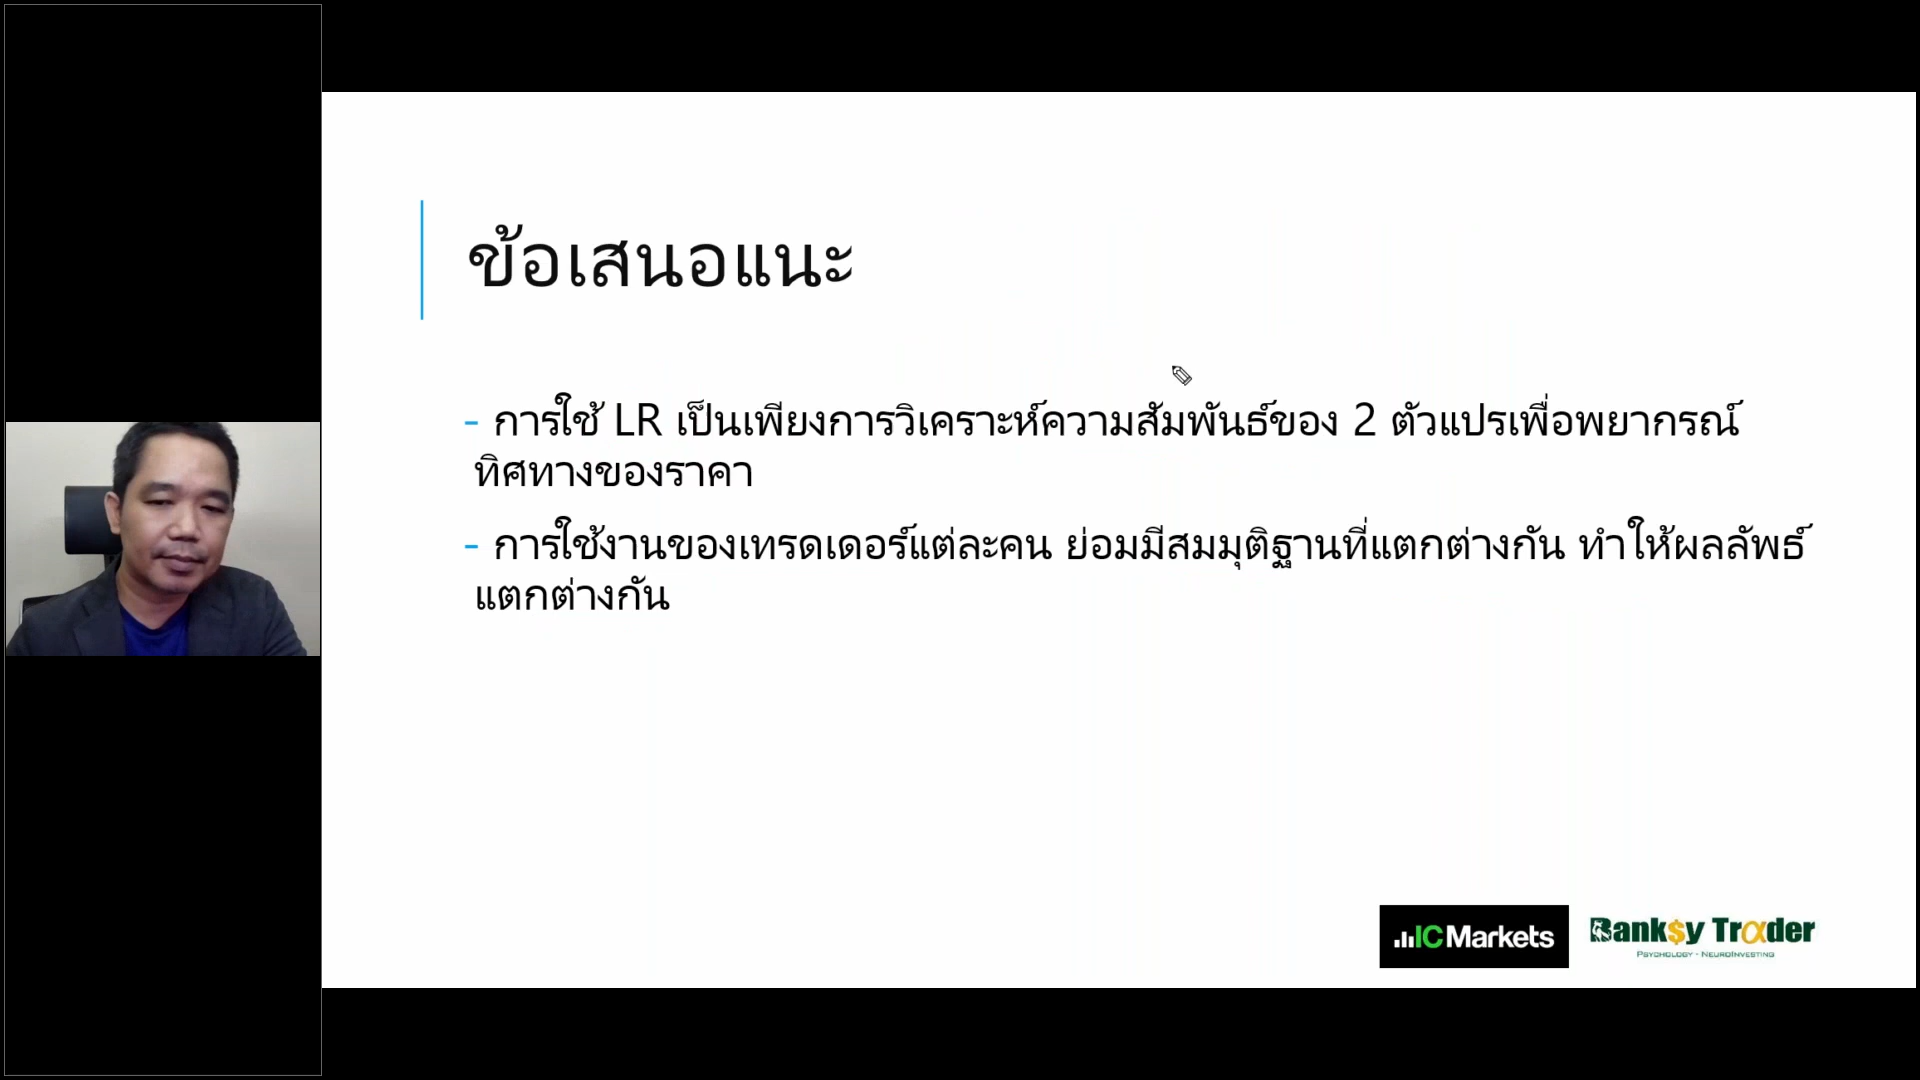 ข้อเสนอแนะ
- การใช้ LR เป็นเพียงการวิเคราะห์ความสัมพันธ์ของ 2 ตัวแปรเพื่อพยากรณ์
ทิศทางของราคา
- การใช้งานของเทรดเดอร์แต่ละคน ย่อมมีสมมุติฐานที่แตกต่างกัน ทำให้ผลลัพธ์
แตกต่างกัน
IC Markets
Bank$y Trαder
Psychology - NeuroInvesting